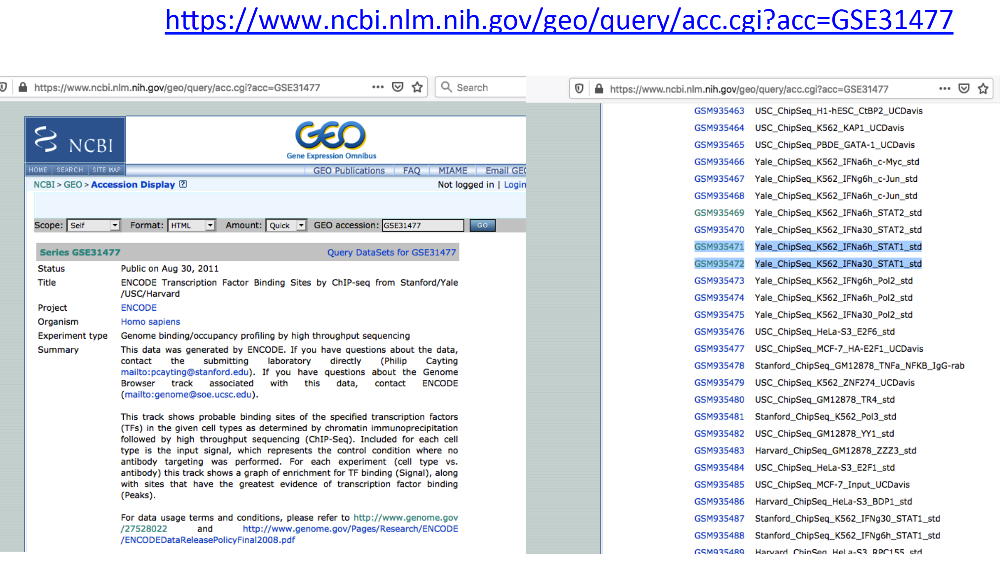 https://www.ncbi.nlm.nih.gov/geo/query/acc.cgi?acc=GSE31477
https://www.ncbi.nlm.nih.gov/geo/query/acc.cgi?acc=GSE31477
Search
NCBI
GEO
Gene Expression Omnibus
HOME SEARCH SITE MAP
GEO Publications FAQ MIAME Email GEO
NCBI > GEO > Accession Display ?
Not logged in | Login
Scope: Self Format: HTML Amount: Quick GEO accession: GSE31477 GO
Series GSE31477 Query DataSets for GSE31477
Status Public on Aug 30, 2011
Title ENCODE Transcription Factor Binding Sites by ChIP-seq from Stanford/Yale
/USC/Harvard
Project ENCODE
Organism Homo sapiens
Experiment type Genome binding/occupancy profiling by high throughput sequencing
Summary This data was generated by ENCODE. If you have questions about the data,
contact the submitting laboratory directly (Philip Cayting
mailto:pcayting@stanford.edu). If you have questions about the Genome
Browser track associated with this data, contact ENCODE
(mailto:genome@soe.ucsc.edu).
This track shows probable binding sites of the specified transcription factors
(TFs) in the given cell types as determined by chromatin immunoprecipitation
followed by high throughput sequencing (ChIP-Seq). Included for each cell
type is the input signal, which represents the control condition where no
antibody targeting was performed. For each experiment (cell type vs.
antibody) this track shows a graph of enrichment for TF binding (Signal), along
with sites that have the greatest evidence of transcription factor binding
(Peaks).
For data usage terms and conditions, please refer to http://www.genome.gov
/27528022 and http://www.genome.gov/Pages/Research/ENCODE
/ENCODEDataReleasePolicyFinal2008.pdf
https://www.ncbi.nlm.nih.gov/geo/query/acc.cgi?acc=GSE31477
GSM935463 USC_ChipSeq_H1-hESC_CtBP2_UCDavis
GSM935464 USC_ChipSeq_K562_KAP1_UCDavis
GSM935465 USC_ChipSeq_PBDE_GATA-1_UCDavis
GSM935466 Yale_ChipSeq_K562_IFNa6h_c-Myc_std
GSM935467 Yale_ChipSeq_K562_IFNg6h_c-Jun_std
GSM935468 Yale_ChipSeq_K562_IFNa6h_c-Jun_std
GSM935469 Yale_ChipSeq_K562_IFNa6h_STAT2_std
GSM935470 Yale_ChipSeq_K562_IFNa30_STAT2_std
GSM935471 Yale_ChipSeq_K562_IFNa6h_STAT1_std
GSM935472 Yale_ChipSeq_K562_IFNa30_STAT1_std
GSM935473 Yale_ChipSeq_K562_IFNg6h_Pol2_std
GSM935474 Yale_ChipSeq_K562_IFNa6h_Pol2_std
GSM935475 Yale_ChipSeq_K562_IFNa30_Pol2_std
GSM935476 USC_ChipSeq_HeLa-S3_E2F6_std
GSM935477 USC_ChipSeq_MCF-7_HA-E2F1_UCDavis
GSM935478 Stanford_ChipSeq_GM12878_TNFa_NFKB_IgG-rab
GSM935479 USC_ChipSeq_K562_ZNF274_UCDavis
GSM935480 USC_ChipSeq_GM12878_TR4_std
GSM935481 Stanford_ChipSeq_K562_Pol3_std
GSM935482 USC_ChipSeq_GM12878_YY1_std
GSM935483 Harvard_ChipSeq_GM12878_ZZZ3_std
GSM935484 USC_ChipSeq_HeLa-S3_E2F1_std
GSM935485 USC_ChipSeq_MCF-7_Input_UCDavis
GSM935486 Harvard_ChipSeq_HeLa-S3_BDP1_std
GSM935487 Stanford_ChipSeq_K562_IFNg30_STAT1_std
GSM935488 Stanford_ChipSeq_K562_IFNg6h_STAT1_std
GSM935489 Harvard_ChipSeq_HeLa-S3_RPC155_std